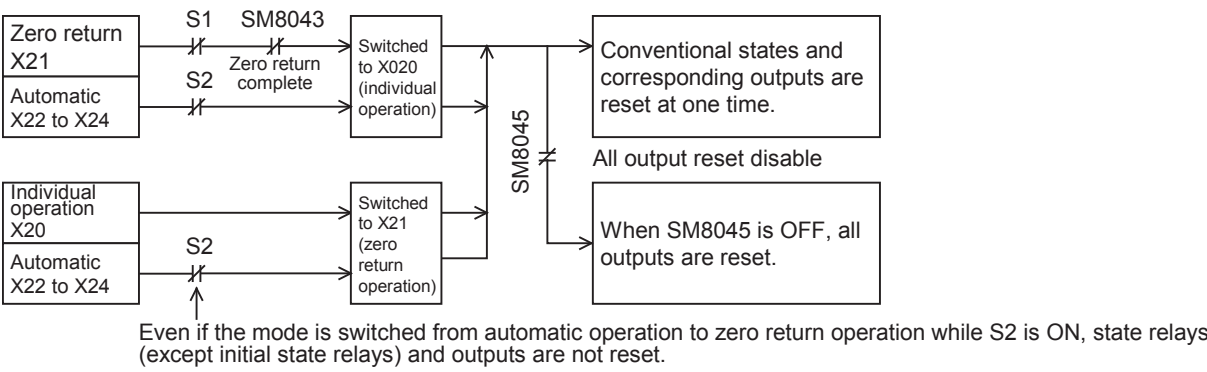 Zero return
X21
Automatic
X22 to X24
S1
SM8043
Zero return
complete
S2
Switched
to X020
(individual
operation)
SM8045
Conventional states and
corresponding outputs are
reset at one time.
All output reset disable
Individual
operation
X20
Automatic
X22 to X24
S2
Switched
to X21
(zero
return
operation)
When SM8045 is OFF, all
outputs are reset.
Even if the mode is switched from automatic operation to zero return operation while S2 is ON, state relays
(except initial state relays) and outputs are not reset.